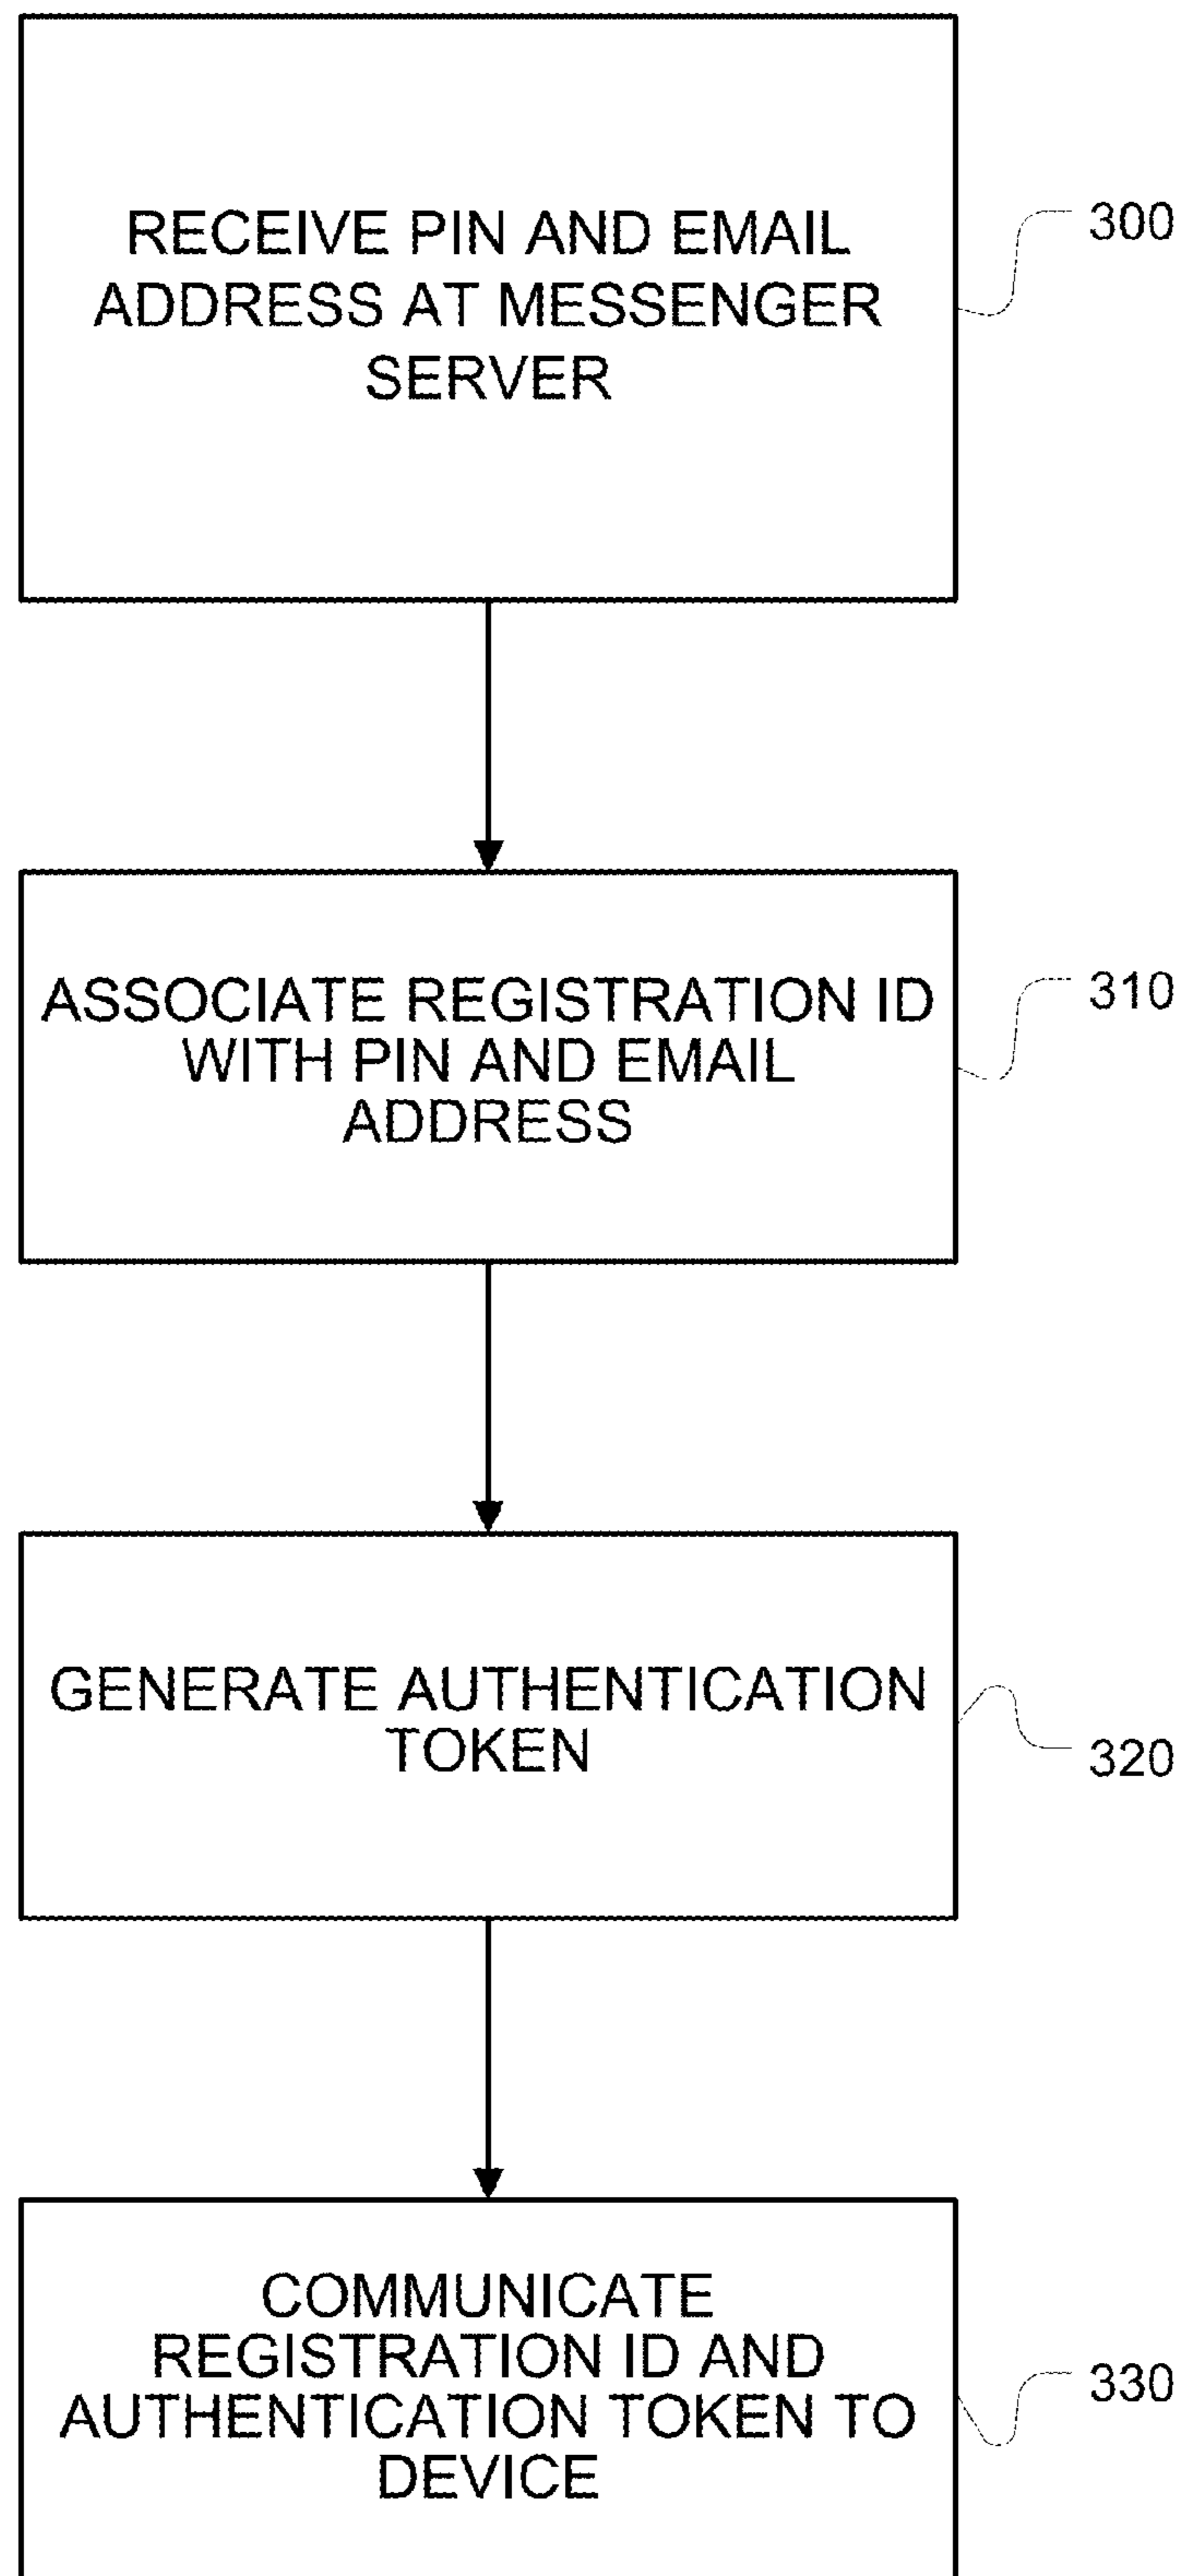 RECEIVE PIN AND EMAIL
ADDRESS AT MESSENGER
SERVER
300
ASSOCIATE REGISTRATION ID
WITH PIN AND EMAIL
ADDRESS
310
GENERATE AUTHENTICATION
TOKEN
320
COMMUNICATE
REGISTRATION ID AND
AUTHENTICATION TOKEN TO
DEVICE
330